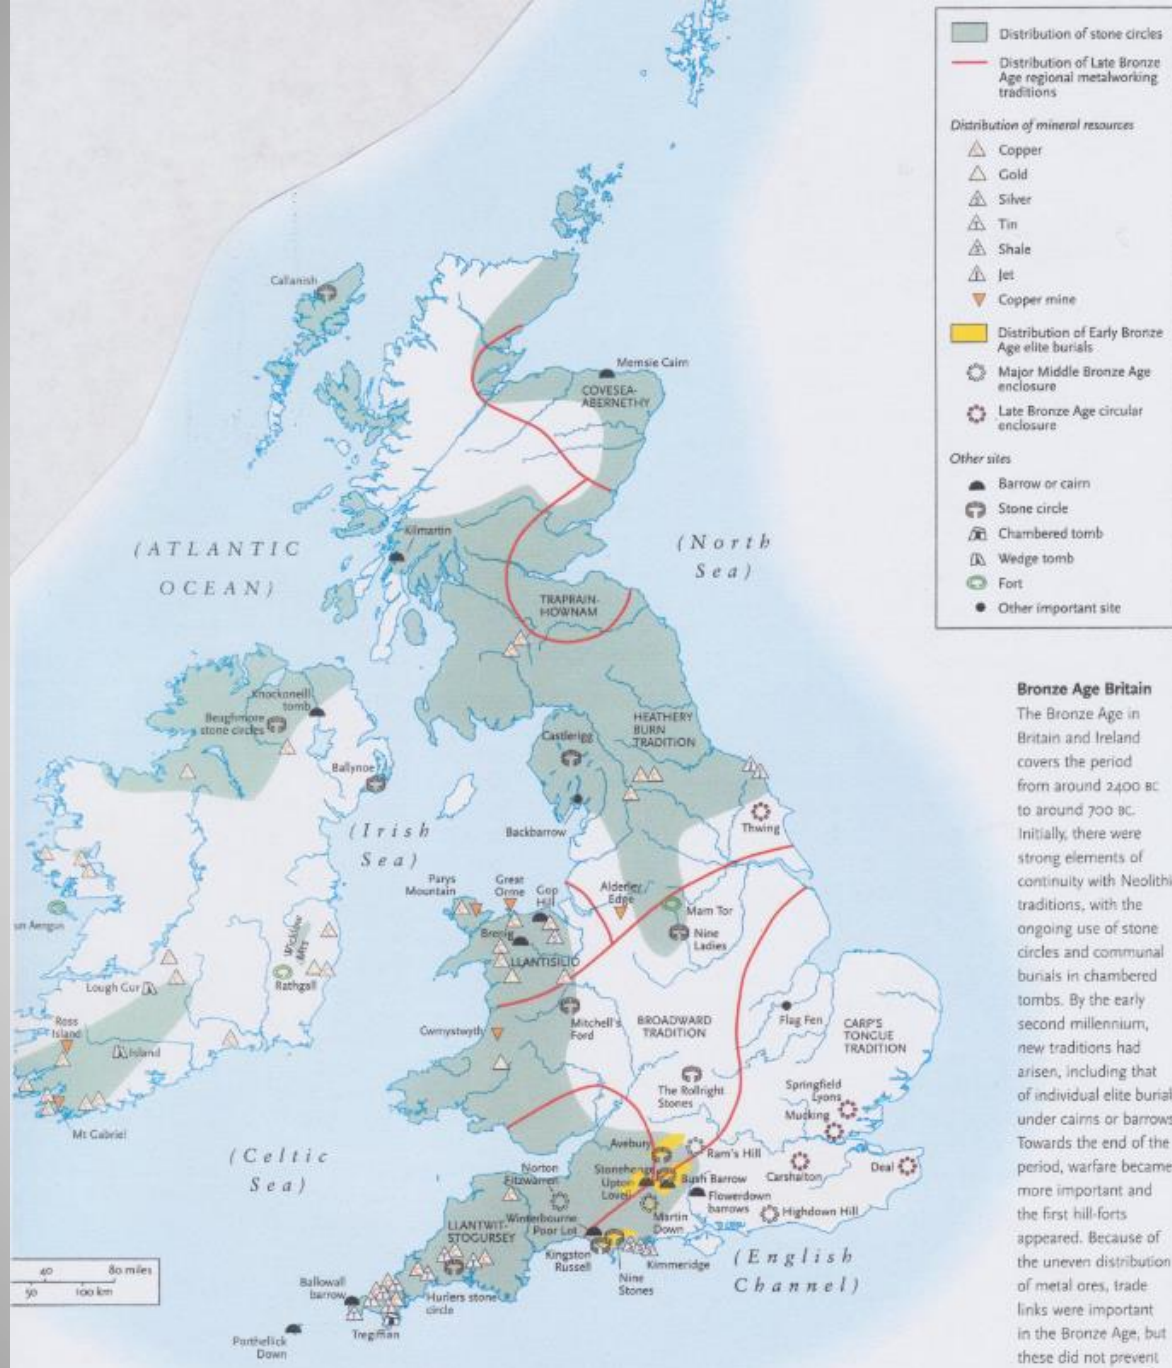 Distribution of stone circles
Distribution of Late Bronze
Age regional metalworking
traditions
Distribution of mineral resources
Copper
Gold
Silver
Tin
Shale
Jet
Copper mine
Distribution of Early Bronze
Age elite burials
Major Middle Bronze Age
enclosure
Late Bronze Age circular
enclosure
Other sites
Barrow or cairn
Stone circle
Chambered tomb
Wedge tomb
Fort
Other important site
Callanish
Memsie Cairn
COVESEA-
ABERNETHY
(ATLANTIC
OCEAN)
Kilmartin
(North
Sea)
TRAPRAIN-
HOWNAM
Knockoneill
tomb
Beaghmore
stone circles
Ballynoe
HEATHERY
BURN
TRADITION
Castlerigg
Backbarrow
Thwing
(Irish
Sea)
Parys
Mountain
Great
Orme
Gop
Hill
Alderley
Edge
Mam Tor
Nine
Ladies
Brenig
LLANTISILIO
un Aengus
Wicklow
Mts
Rathgall
Lough Gur
Ross
Island
Island
Mt Gabriel
Cwmystwyth
Mitchell's
Ford
BROADWARD
TRADITION
Flag Fen
CARP'S
TONGUE
TRADITION
The Rollright
Stones
Springfield
Lyons
Mucking
(Celtic
Sea)
Avebury
Ram's Hill
Stonehenge
Bush Barrow
Upton
Lovell
Carshalton
Deal
Norton
Fitzwarren
Flowerdown
barrows
Winterbourne
Poor Lot
Martin
Down
Highdown Hill
LLANTWIT-
STOGURSEY
Kingston
Russell
Kimmeridge
Nine
Stones
(English
Channel)
Ballowall
barrow
Hurlers stone
circle
Tregiffian
Porthellick
Down
40 80 miles
50 100 km
Bronze Age Britain
The Bronze Age in
Britain and Ireland
covers the period
from around 2400 BC
to around 700 BC.
Initially, there were
strong elements of
continuity with Neolithi
traditions, with the
ongoing use of stone
circles and communal
burials in chambered
tombs. By the early
second millennium,
new traditions had
arisen, including that
of individual elite burial
under cairns or barrows
Towards the end of the
period, warfare became
more important and
the first hill-forts
appeared. Because of
the uneven distribution
of metal ores, trade
links were important
in the Bronze Age, but
these did not prevent